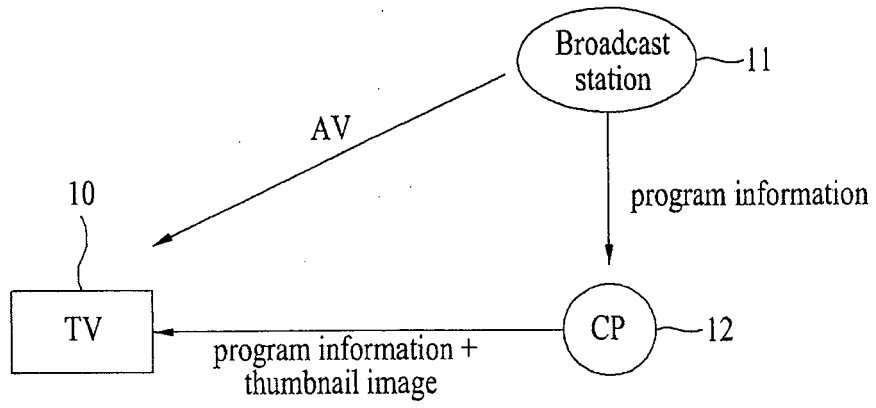 Broadcast
station
11
AV
10
program information
TV
CP
12
program information +
thumbnail image